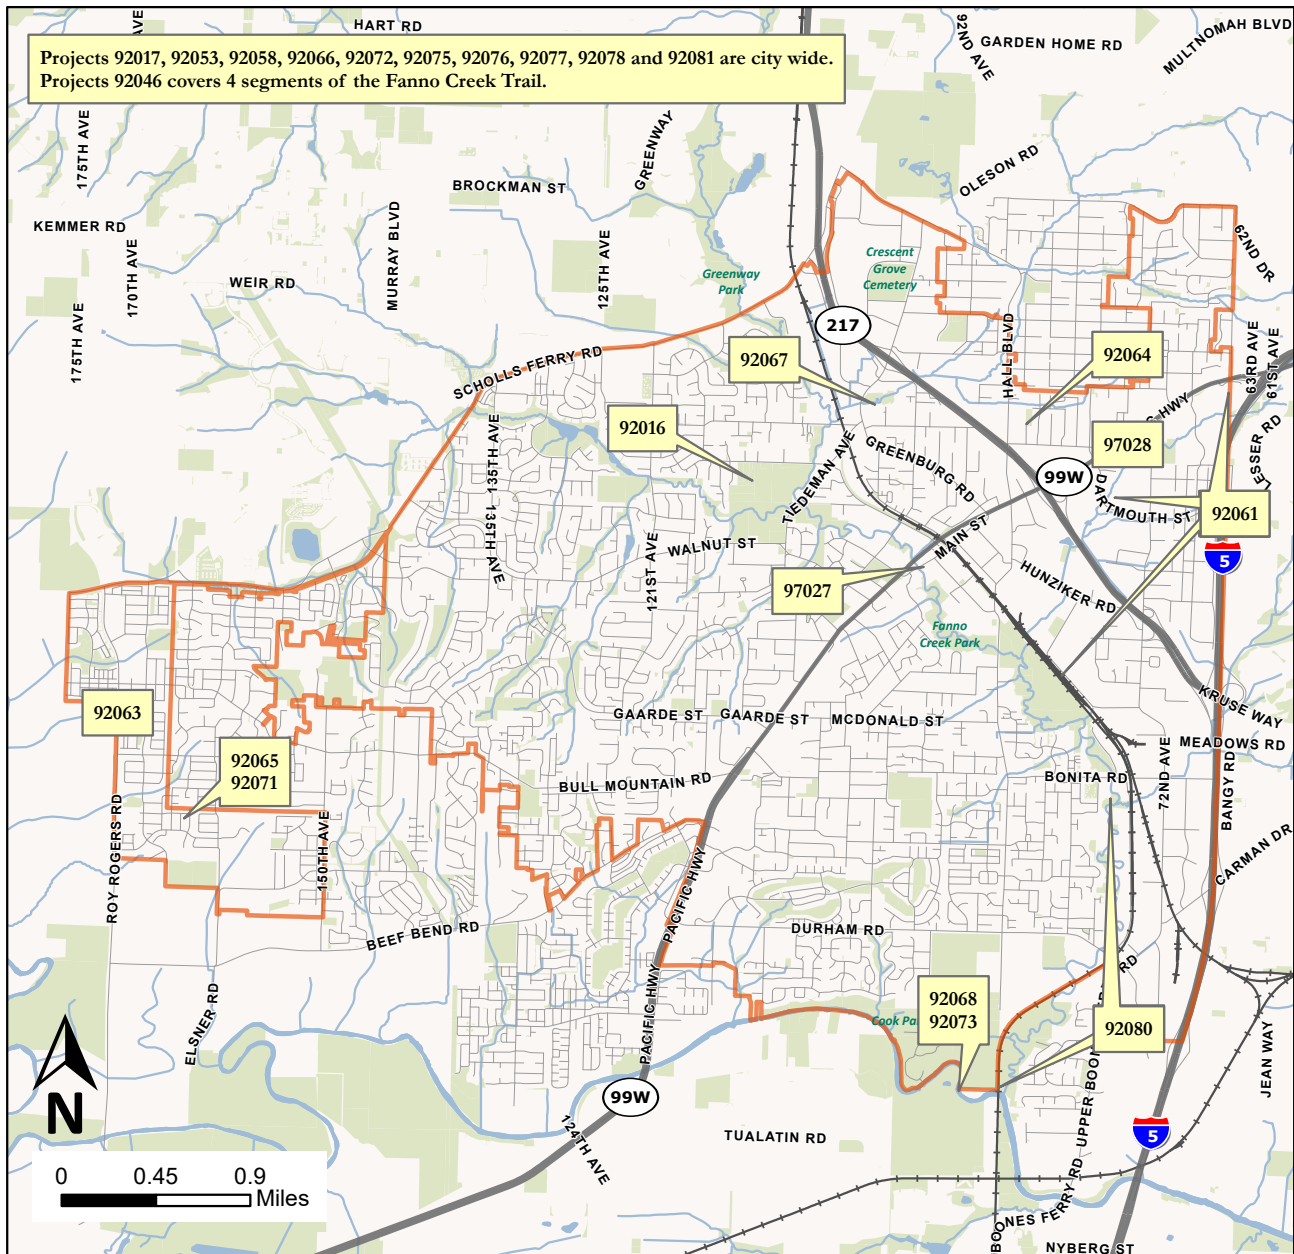 HART RD
92ND AVE
GARDEN HOME RD
MULTNOMAH BLVD
AVE
Projects 92017, 92053, 92058, 92066, 92072, 92075, 92076, 92077, 92078 and 92081 are city wide.
Projects 92046 covers 4 segments of the Fanno Creek Trail.
175TH AVE
GREENWAY
BROCKMAN ST
OLESON RD
KEMMER RD
170TH AVE
MURRAY BLVD
125TH AVE
62ND DR
WEIR RD
Greenway
Park
Crescent
Grove
Cemetery
175TH AVE
217
HALL BLVD
63RD AVE
61ST AVE
SCHOLLS FERRY RD
92067
92064
92016
HWY
LESSER RD
135TH AVE
TIEDEMAN AVE
GREENBURG RD
97028
99W
DARTMOUTH ST
92061
135TH AVE
WALNUT ST
MAIN ST
5
121ST AVE
97027
HUNZIKER RD
Fanno
Creek Park
92063
GAARDE ST
GAARDE ST
MCDONALD ST
KRUSE WAY
MEADOWS RD
92065
92071
BULL MOUNTAIN RD
BONITA RD
72ND AVE
BANGY RD
ROY ROGERS RD
150TH AVE
PACIFIC HWY
CARMAN DR
BEEF BEND RD
DURHAM RD
RD
ELSNER RD
PACIFIC HWY
92068
92073
Cook Pa
92080
N
99W
JEAN WAY
124TH AVE
TUALATIN RD
UPPER BOON
5
0 0.45 0.9
Miles
BOONES FERRY RD
NYBERG ST